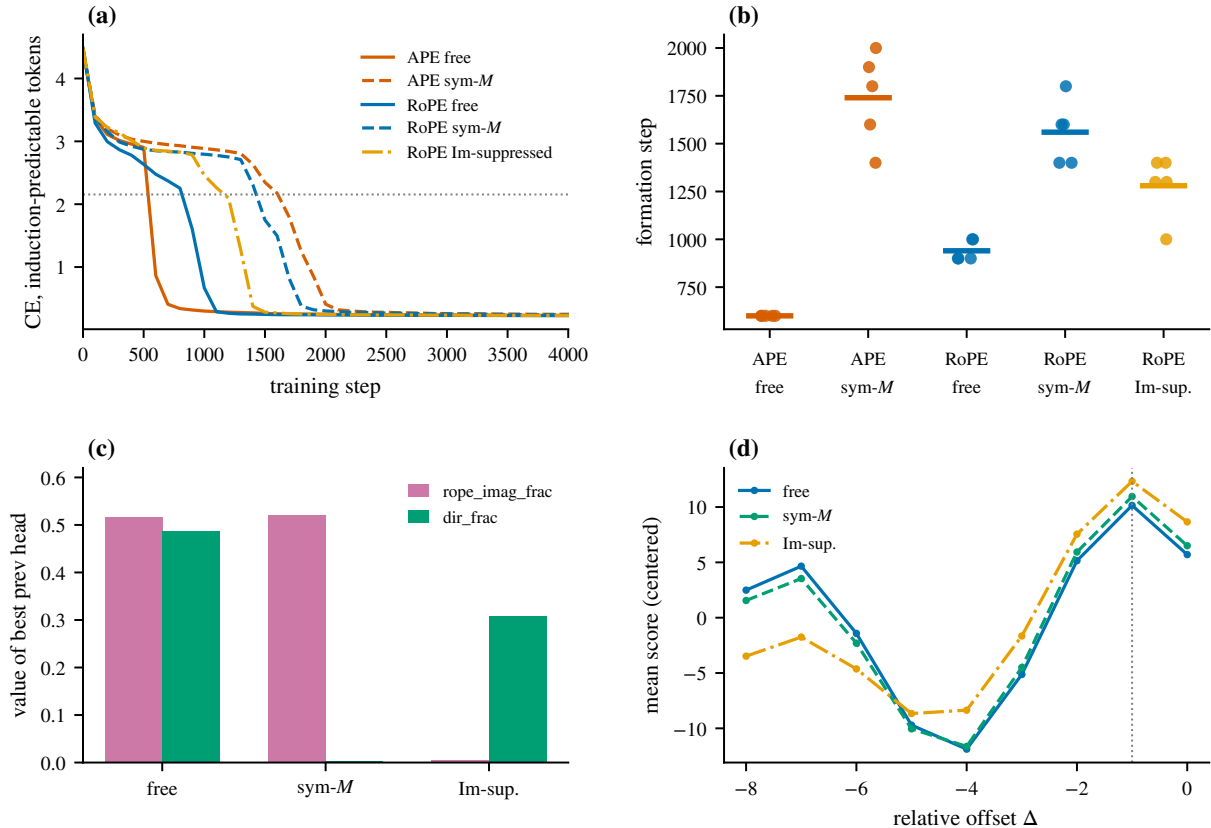 (a)
CE, induction-predictable tokens
4
3
2
1
0
500
1000
1500
2000
2500
3000
3500
4000
training step
APE free
APE sym-M
RoPE free
RoPE sym-M
RoPE Im-suppressed
(b)
formation step
2000
1750
1500
1250
1000
750
APE
free
APE
sym-M
RoPE
free
RoPE
sym-M
RoPE
Im-sup.
(c)
value of best prev head
0.6
0.5
0.4
0.3
0.2
0.1
0.0
free
sym-M
Im-sup.
rope_imag_frac
dir_frac
(d)
mean score (centered)
10
5
0
−5
−10
−8
−6
−4
−2
0
relative offset Δ
free
sym-M
Im-sup.